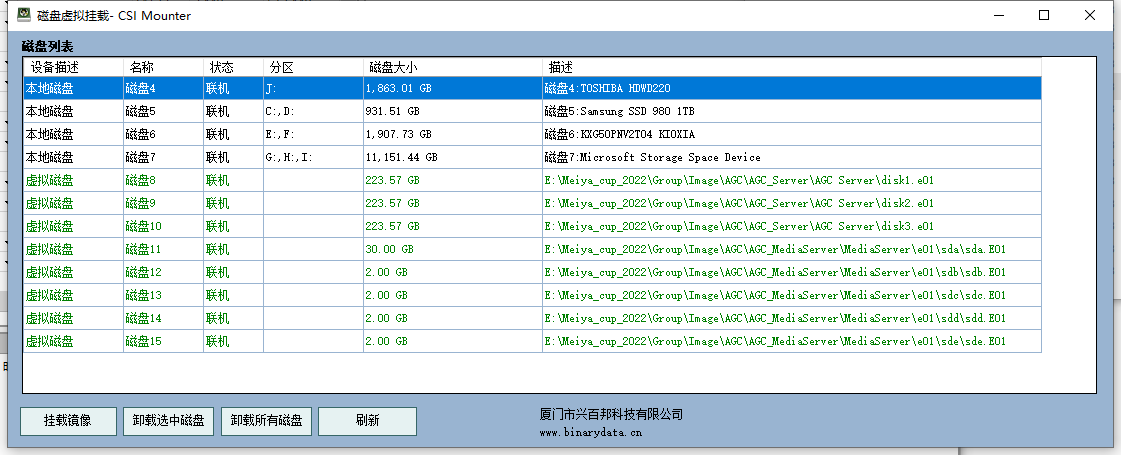 磁盘虚拟挂载- CSI Mounter
磁盘列表
设备描述 名称 状态 分区 磁盘大小 描述
本地磁盘 磁盘4 联机 J: 1,863.01 GB 磁盘4:TOSHIBA HDWD220
本地磁盘 磁盘5 联机 C:,D: 931.51 GB 磁盘5:Samsung SSD 980 1TB
本地磁盘 磁盘6 联机 E:,F: 1,907.73 GB 磁盘6:KXG50PNV2T04 KIOXIA
本地磁盘 磁盘7 联机 G:,H:,I: 11,151.44 GB 磁盘7:Microsoft Storage Space Device
虚拟磁盘 磁盘8 联机 223.57 GB E:\Meiya_cup_2022\Group\Image\AGC\AGC_Server\AGC Server\disk1.e01
虚拟磁盘 磁盘9 联机 223.57 GB E:\Meiya_cup_2022\Group\Image\AGC\AGC_Server\AGC Server\disk2.e01
虚拟磁盘 磁盘10 联机 223.57 GB E:\Meiya_cup_2022\Group\Image\AGC\AGC_Server\AGC Server\disk3.e01
虚拟磁盘 磁盘11 联机 30.00 GB E:\Meiya_cup_2022\Group\Image\AGC\AGC_MediaServer\MediaServer\e01\sda\sda.E01
虚拟磁盘 磁盘12 联机 2.00 GB E:\Meiya_cup_2022\Group\Image\AGC\AGC_MediaServer\MediaServer\e01\sdb\sdb.E01
虚拟磁盘 磁盘13 联机 2.00 GB E:\Meiya_cup_2022\Group\Image\AGC\AGC_MediaServer\MediaServer\e01\sdc\sdc.E01
虚拟磁盘 磁盘14 联机 2.00 GB E:\Meiya_cup_2022\Group\Image\AGC\AGC_MediaServer\MediaServer\e01\sdd\sdd.E01
虚拟磁盘 磁盘15 联机 2.00 GB E:\Meiya_cup_2022\Group\Image\AGC\AGC_MediaServer\MediaServer\e01\sde\sde.E01
挂载镜像 卸载选中磁盘 卸载所有磁盘 刷新
厦门市兴百邦科技有限公司
www.binarydata.cn